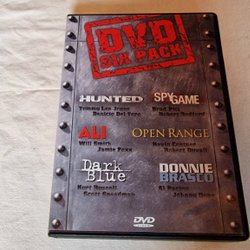 DVD
SIX PACK
HUNTED
Tommy Lee Jones
Benicio Del Toro
SPY GAME
Brad Pitt
Robert Redford
ALI
Will Smith
Jamie Foxx
OPEN RANGE
Kevin Costner
Robert Duvall
Dark
Blue
Kurt Russell
Scott Speedman
DONNIE
BRASCO
Al Pacino
Johnny Depp
DVD